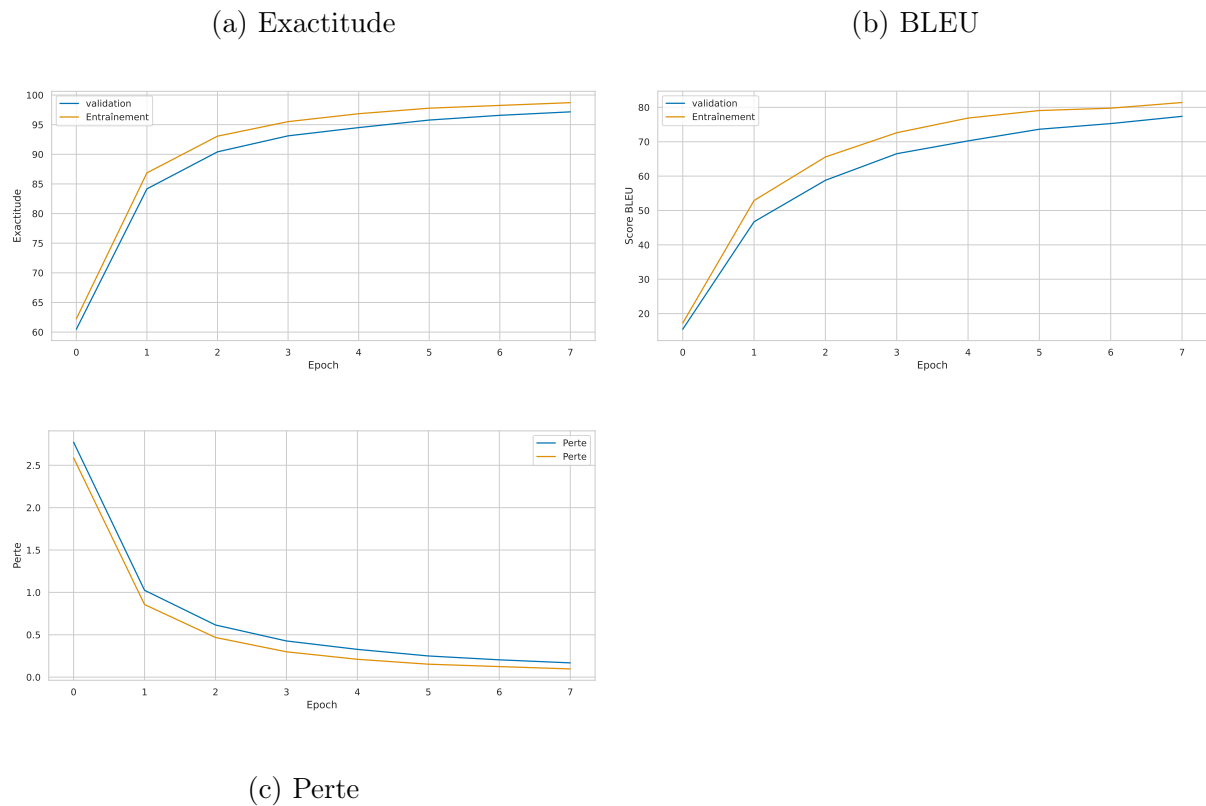 (a) Exactitude
(b) BLEU
validation
Entraînement
Exactitude
100
95
90
85
80
75
70
65
60
0 1 2 3 4 5 6 7
Epoch
validation
Entraînement
Score BLEU
80
70
60
50
40
30
20
0 1 2 3 4 5 6 7
Epoch
Perte
Perte
Perte
2.5
2.0
1.5
1.0
0.5
0.0
0 1 2 3 4 5 6 7
Epoch
(c) Perte